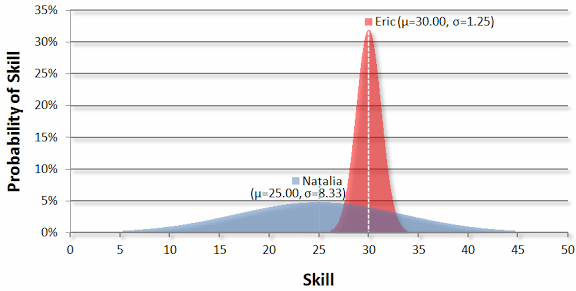 35%
Eric (μ=30.00, σ=1.25)
30%
25%
20%
15%
10%
Natalia
(μ=25.00, σ=8.33)
5%
0%
0 5 10 15 20 25 30 35 40 45 50
Probability of Skill
Skill